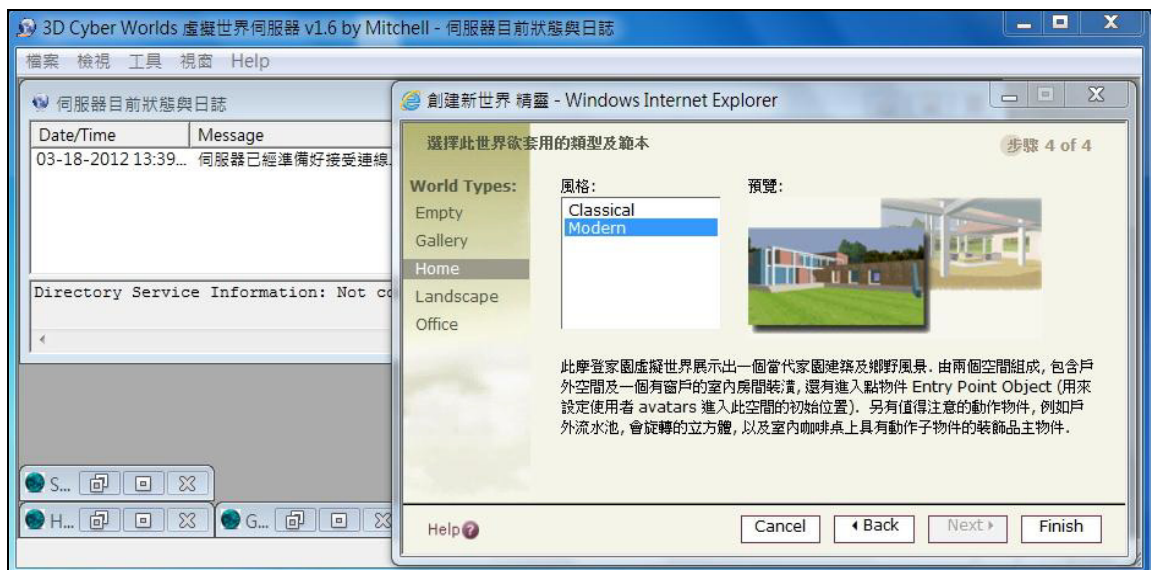 3D Cyber Worlds 虛擬世界伺服器 v1.6 by Mitchell - 伺服器目前狀態與日誌
檔案 檢視 工具 視窗 Help
伺服器目前狀態與日誌
Date/Time Message
03-18-2012 13:39... 伺服器已經準備好接受連線.
Directory Service Information: Not co
S...
H... G...
創建新世界 精靈 - Windows Internet Explorer
選擇此世界欲套用的類型及範本 步驟 4 of 4
World Types:
Empty
Gallery
Home
Landscape
Office
風格:
Classical
Modern
預覽:
此摩登家園虛擬世界展示出一個當代家園建築及鄉野風景. 由兩個空間組成, 包含戶
外空間及一個有窗戶的室內房間裝潢, 還有進入點物件 Entry Point Object (用來
設定使用者 avatars 進入此空間的初始位置). 另有值得注意的動作物件, 例如戶
外流水池, 會旋轉的立方體, 以及室內咖啡桌上具有動作子物件的裝飾品主物件.
Help Cancel Back Next Finish